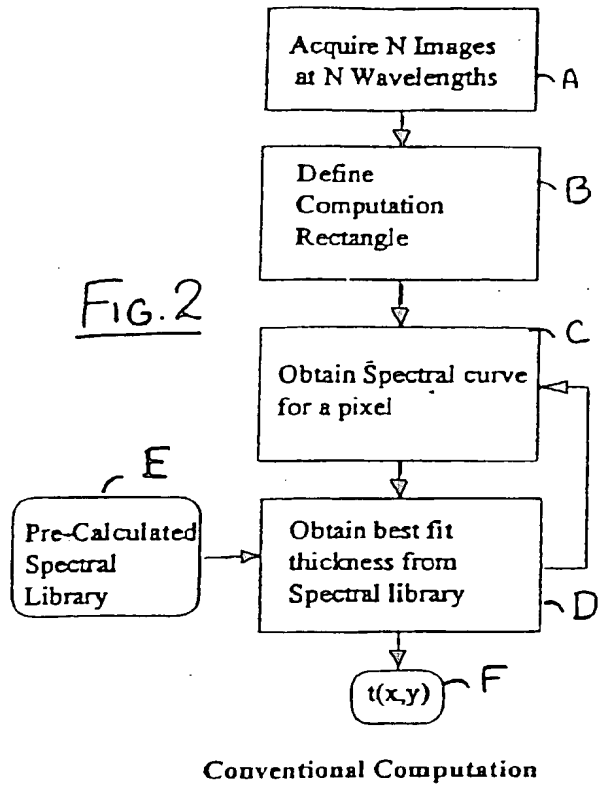 Acquire N Images
at N Wavelengths
A
Define
Computation
Rectangle
B
FIG. 2
C
Obtain Spectral curve
for a pixel
E
Pre-Calculated
Spectral
Library
Obtain best fit
thickness from
Spectral library
D
t(x,y)
F
Conventional Computation